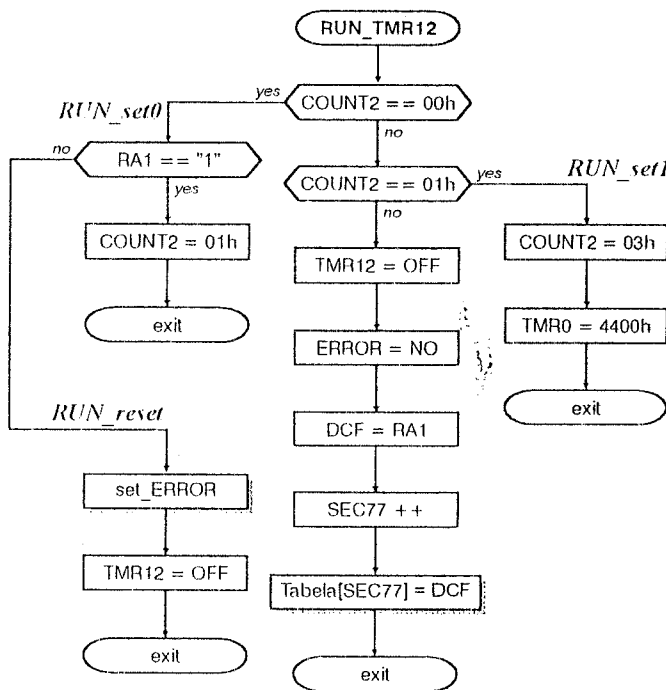 RUN_TMR12
COUNT2 == 00h
yes
no
RUN_set0
RA1 == "1"
no
yes
COUNT2 = 01h
exit
COUNT2 == 01h
yes
no
RUN_set1
COUNT2 = 03h
TMR0 = 4400h
exit
TMR12 = OFF
ERROR = NO
DCF = RA1
SEC77 ++
Tabela[SEC77] = DCF
exit
RUN_reset
set_ERROR
TMR12 = OFF
exit